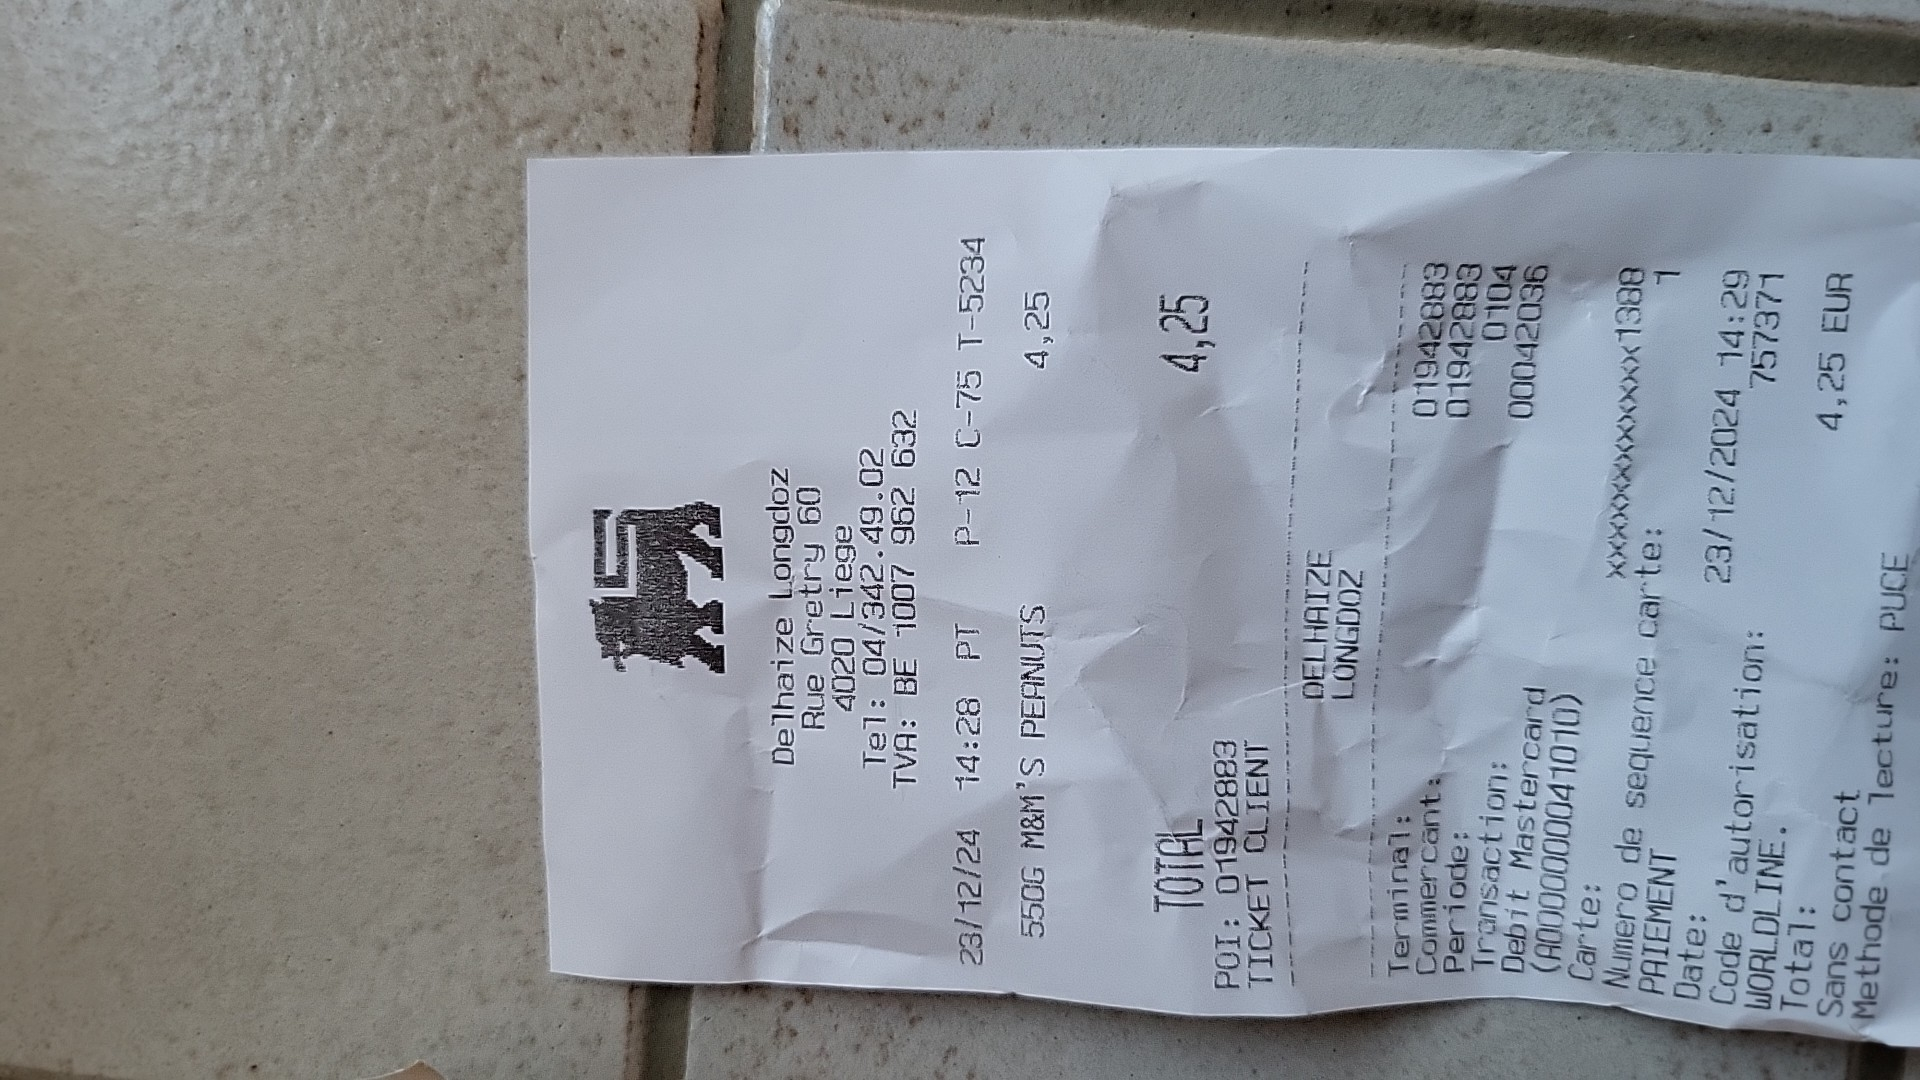 Delhaize Longdoz
Rue Gretry 60
4020 Liege
Tel: 04/342.49.02
TVA: BE 1007 962 632
23/12/24 14:28 PT P-12 C-75 T-5234
550G M&M'S PEANUTS 4,25
TOTAL 4,25
POI: 01942883
TICKET CLIENT
DELHAIZE
LONGDOZ
Terminal: 01942883
Commercant: 01942883
Periode: 0104
Transaction: 00042036
Debit Mastercard
(A0000000041010)
Carte: xxxxxxxxxxxxx1388
Numero de sequence carte: 1
PAIEMENT
Date: 23/12/2024 14:29
Code d'autorisation: 757371
WORLDLINE.
Total: 4,25 EUR
Sans contact
Methode de lecture: PUCE